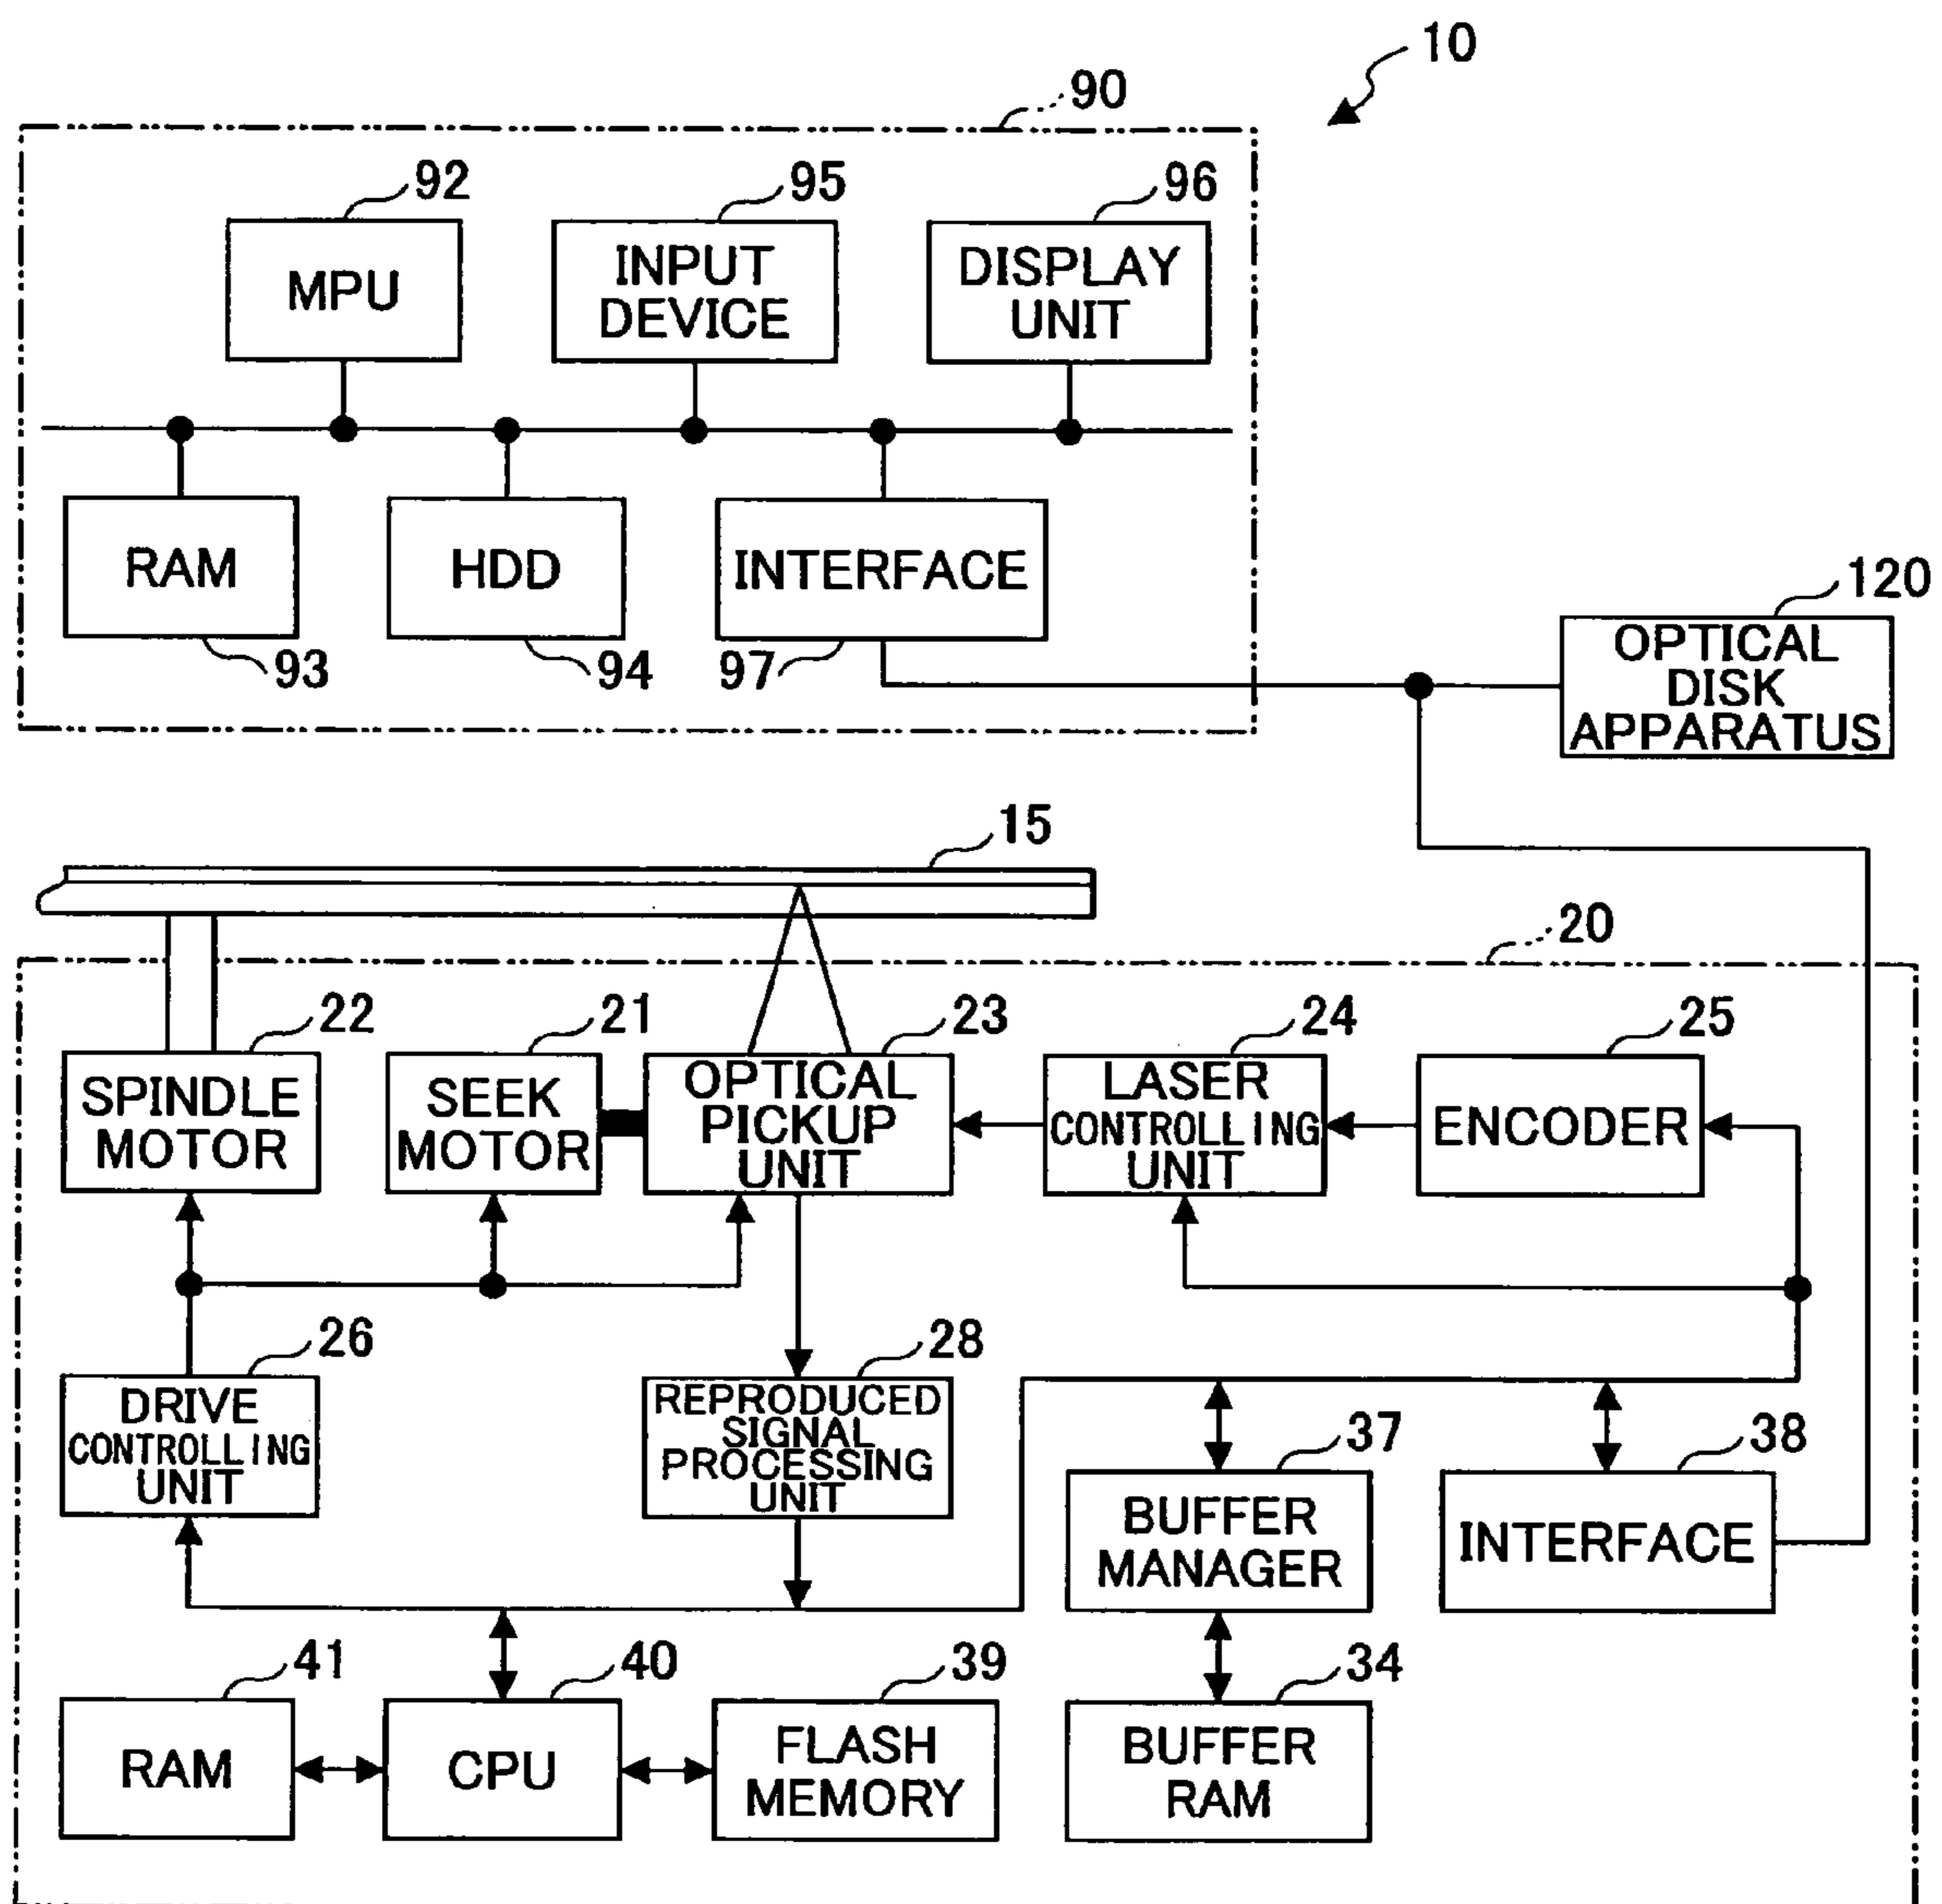 10
90
92
95
96
MPU
INPUT
DEVICE
DISPLAY
UNIT
RAM
HDD
INTERFACE
93
94
97
120
OPTICAL
DISK
APPARATUS
15
20
22
21
23
24
25
SPINDLE
MOTOR
SEEK
MOTOR
OPTICAL
PICKUP
UNIT
LASER
CONTROLLING
UNIT
ENCODER
26
28
DRIVE
CONTROLLING
UNIT
REPRODUCED
SIGNAL
PROCESSING
UNIT
37
38
BUFFER
MANAGER
INTERFACE
41
40
39
34
RAM
CPU
FLASH
MEMORY
BUFFER
RAM